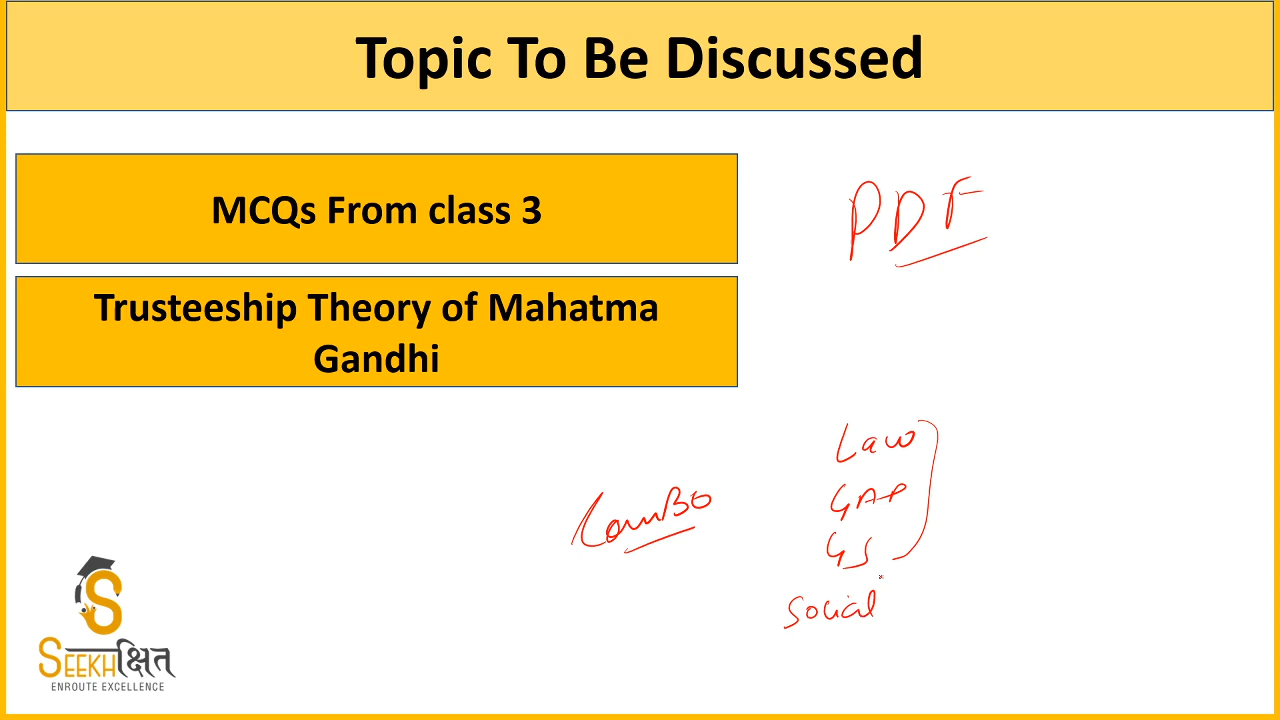 Topic To Be Discussed
MCQs From class 3
Trusteeship Theory of Mahatma
Gandhi
PDF
Law
GAP
GS
Social
ComBO
SEEKHक्षित
ENROUTE EXCELLENCE